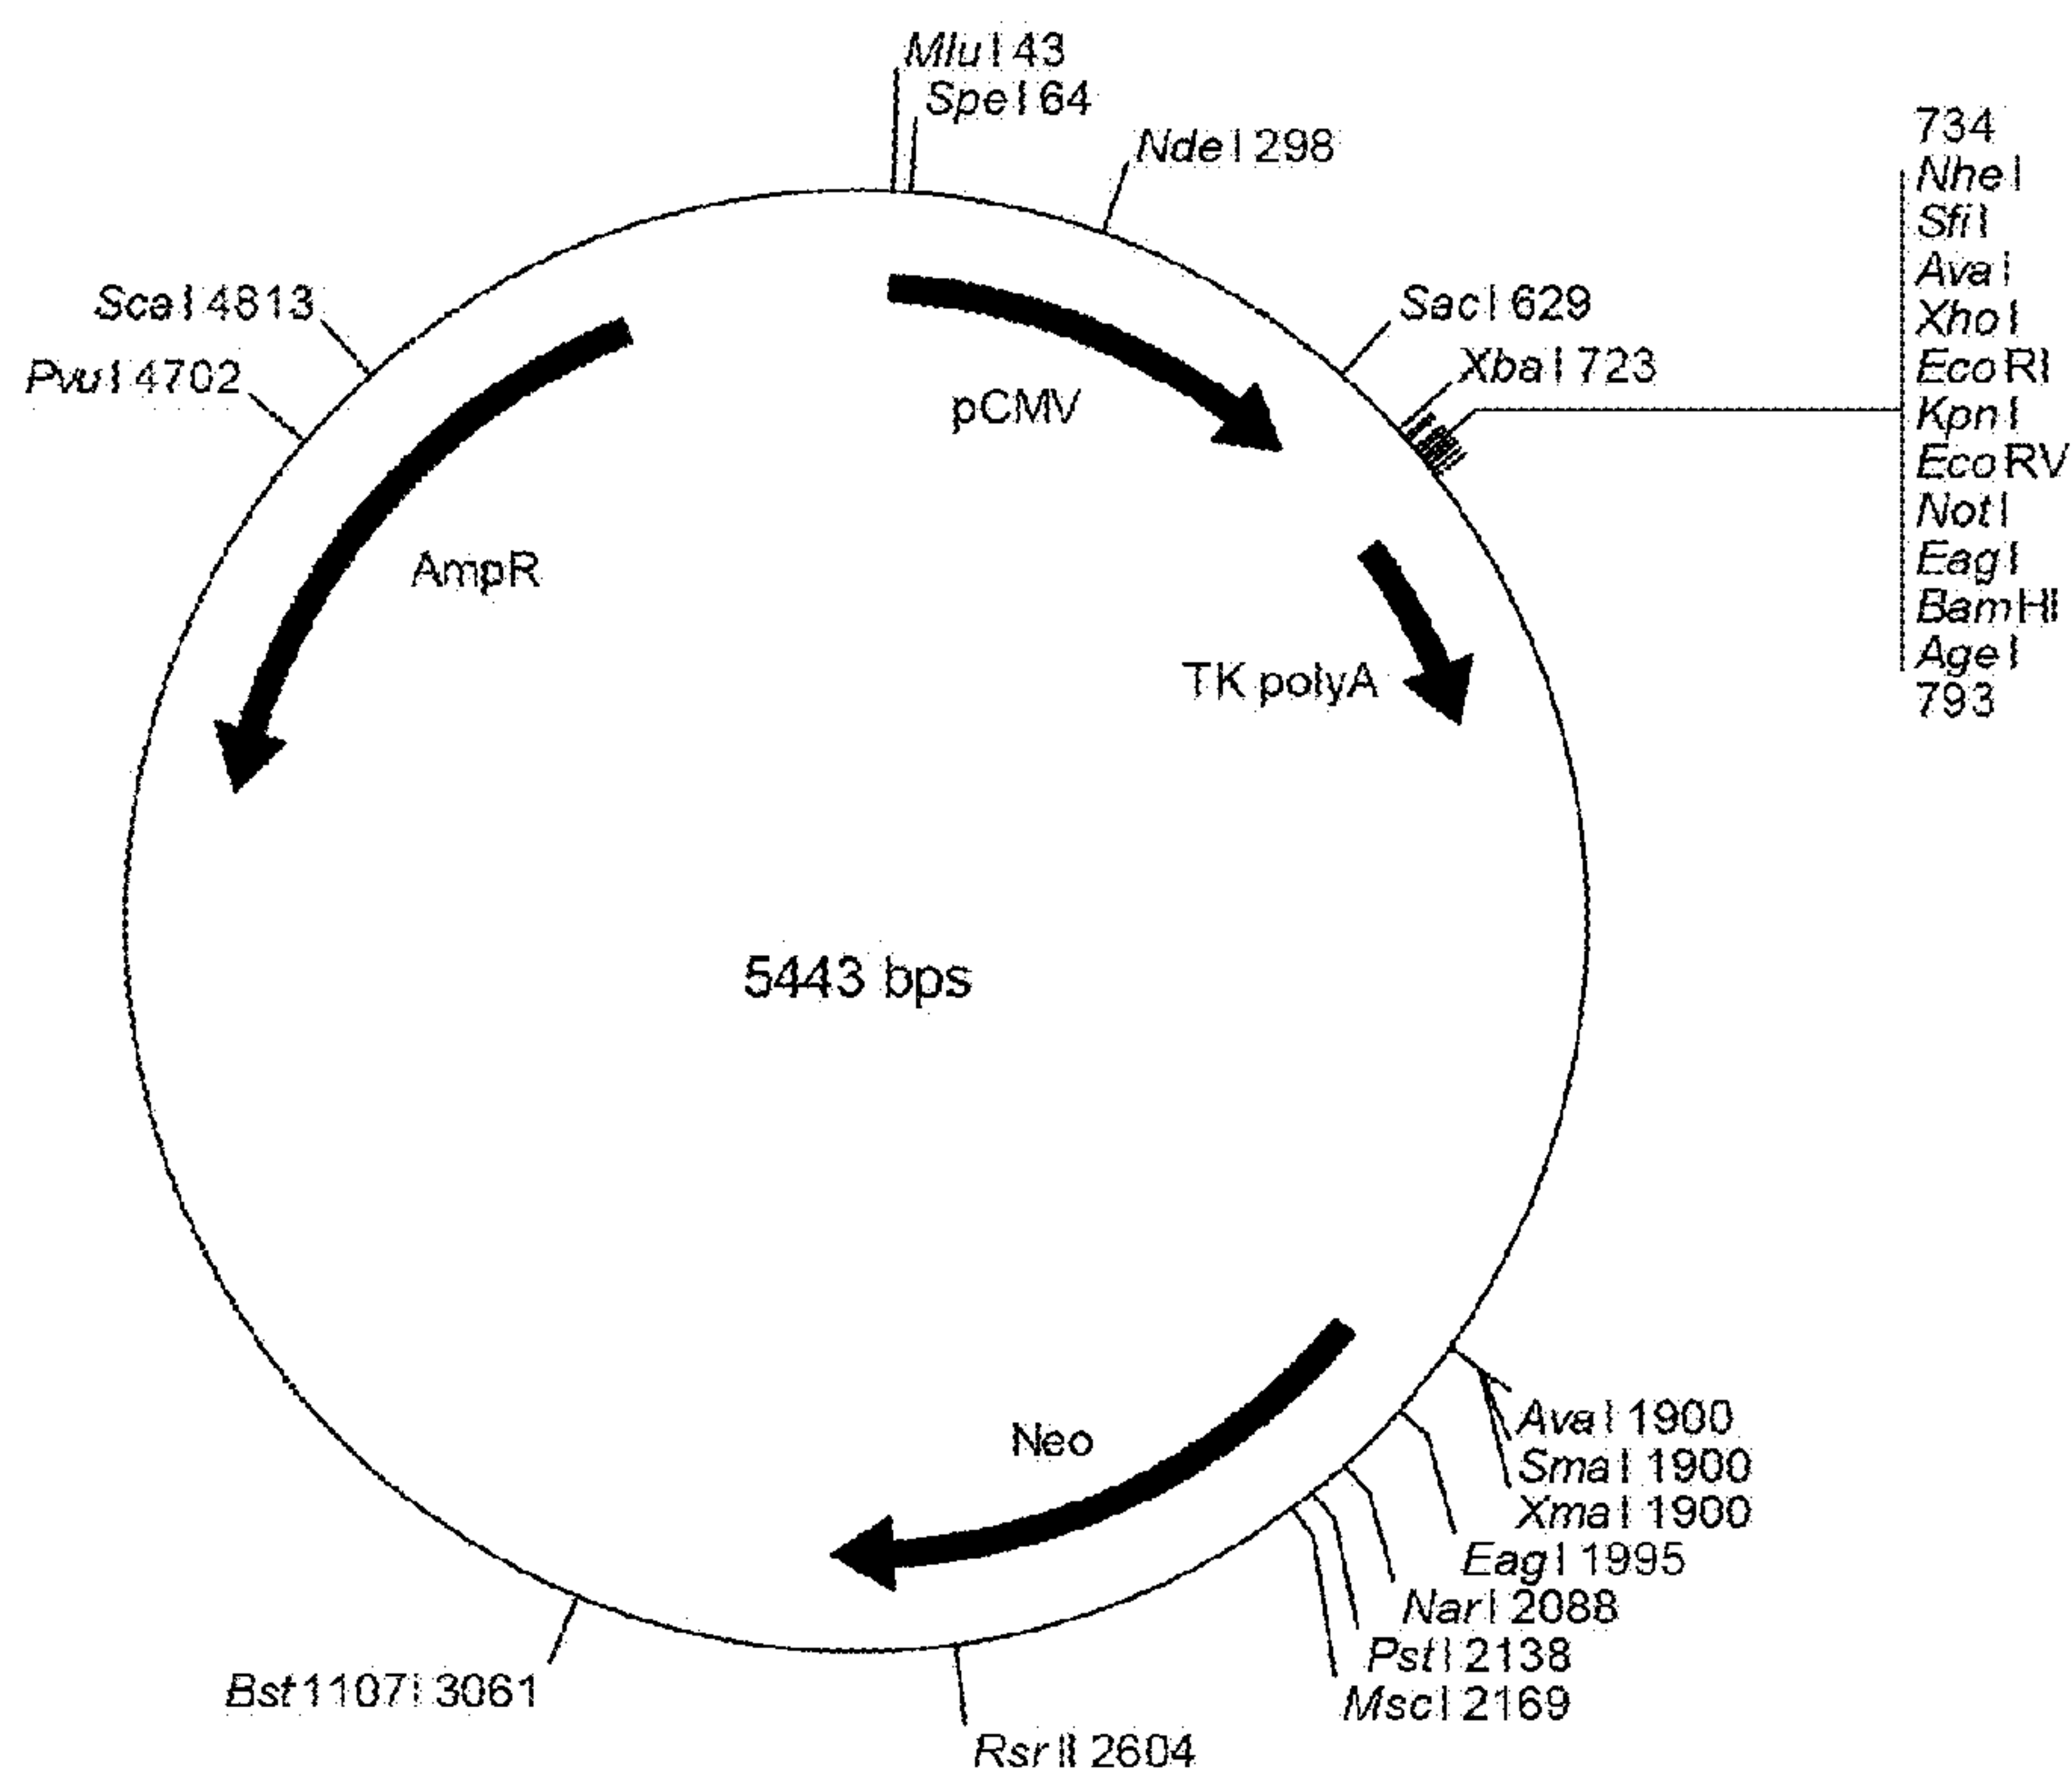 MluI 43
SpeI 64
NdeI 298
SacI 629
XbaI 723
734
NheI
SfiI
AvaI
XhoI
EcoRI
KpnI
EcoRV
NotI
EagI
BamHI
AgeI
793
ScaI 4813
PvuI 4702
pCMV
AmpR
TK polyA
5443 bps
Neo
AvaI 1900
SmaI 1900
XmaI 1900
EagI 1995
NarI 2088
PstI 2138
MscI 2169
RsrII 2604
Bst1107I 3061